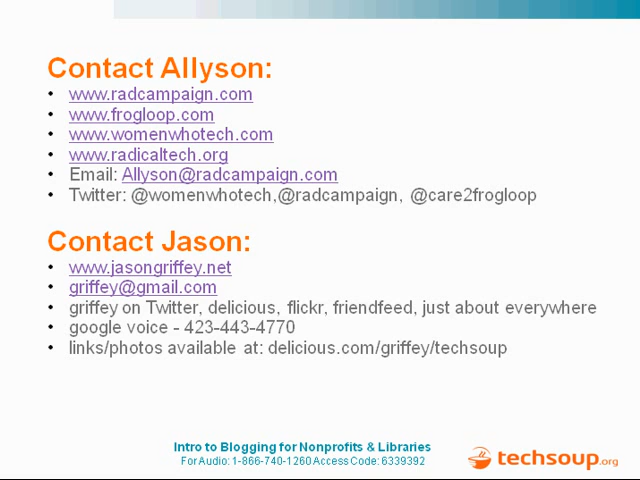 Contact Allyson:
• www.radcampaign.com
• www.frogloop.com
• www.womenwhotech.com
• www.radicaltech.org
• Email: Allyson@radcampaign.com
• Twitter: @womenwhotech,@radcampaign, @care2frogloop
Contact Jason:
• www.jasongriffey.net
• griffey@gmail.com
• griffey on Twitter, delicious, flickr, friendfeed, just about everywhere
• google voice - 423-443-4770
• links/photos available at: delicious.com/griffey/techsoup
Intro to Blogging for Nonprofits & Libraries
For Audio: 1-866-740-1260 Access Code: 6339392
techsoup.org